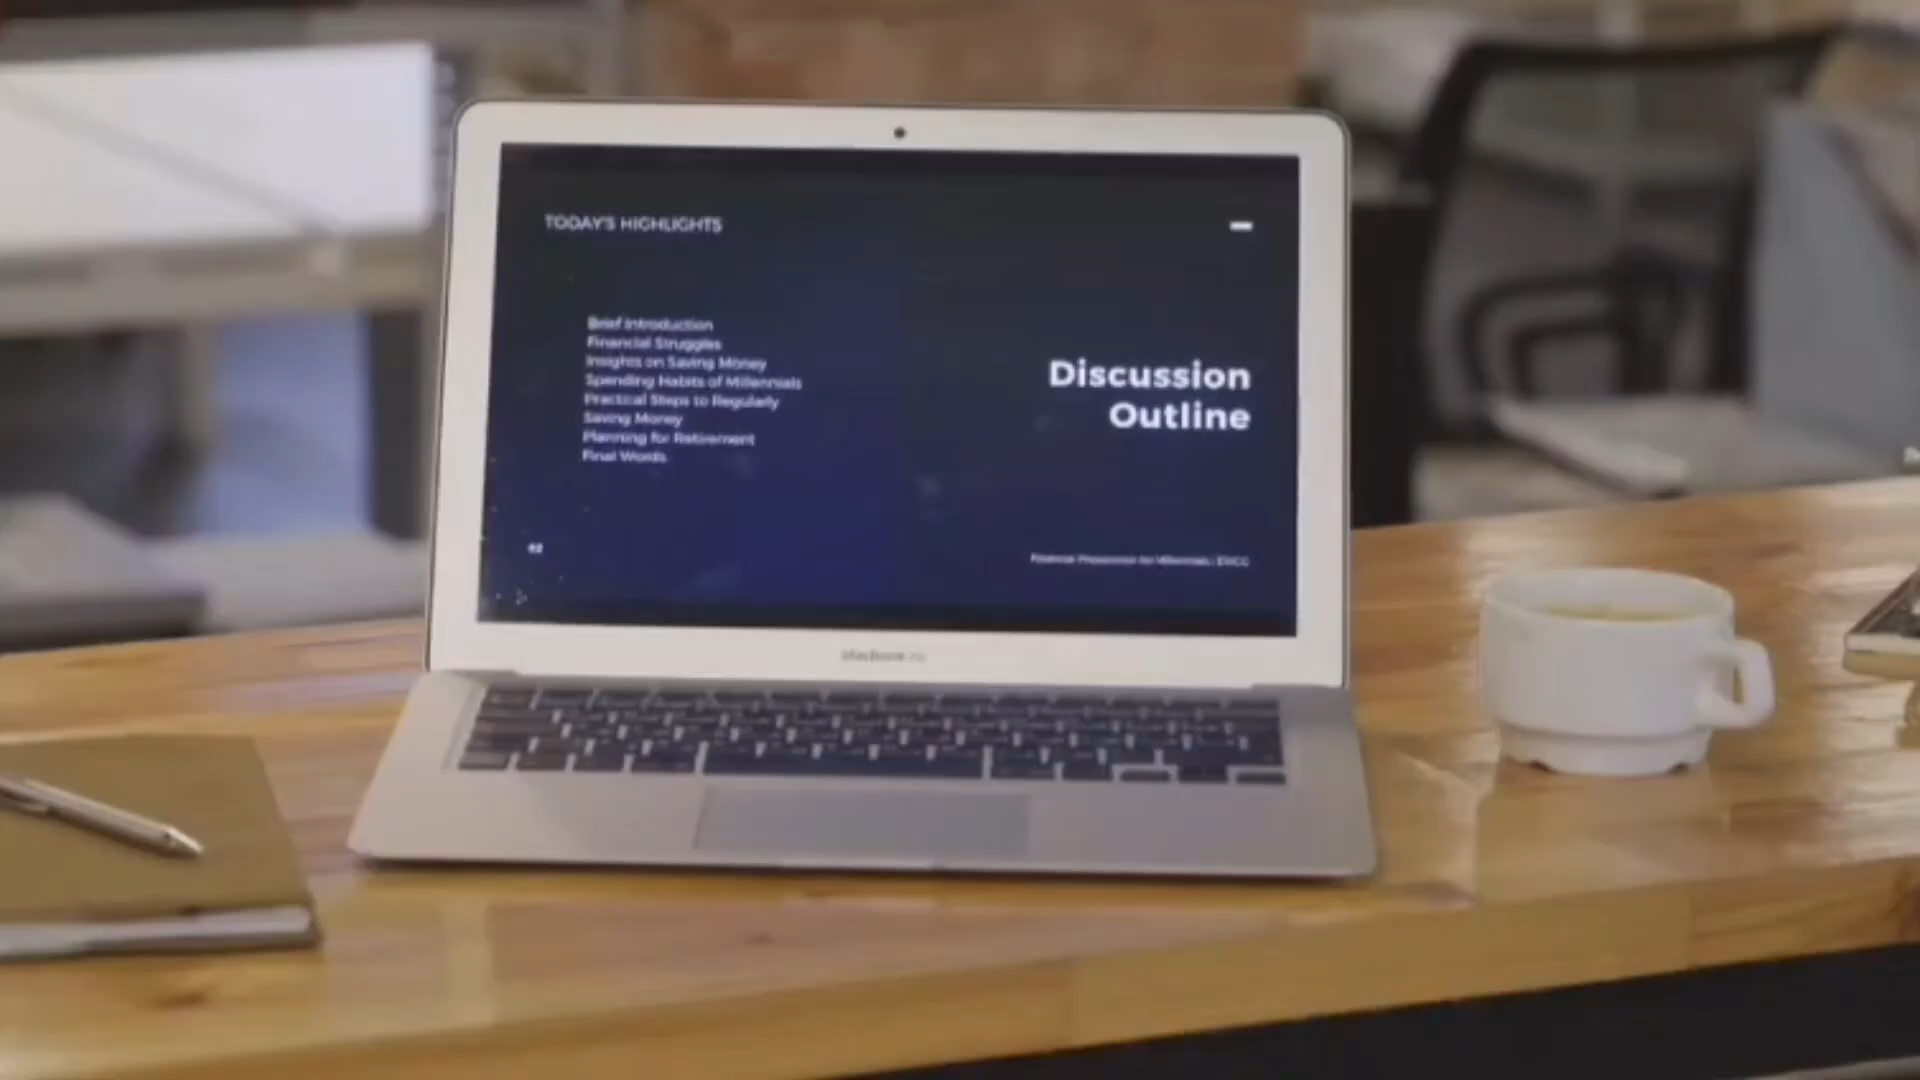 TODAY'S HIGHLIGHTS
Brief Introduction
Financial Struggles
Insights on Saving Money
Spending Habits of Millennials
Practical Steps to Regularly
Saving Money
Planning for Retirement
Final Words
Discussion
Outline
02